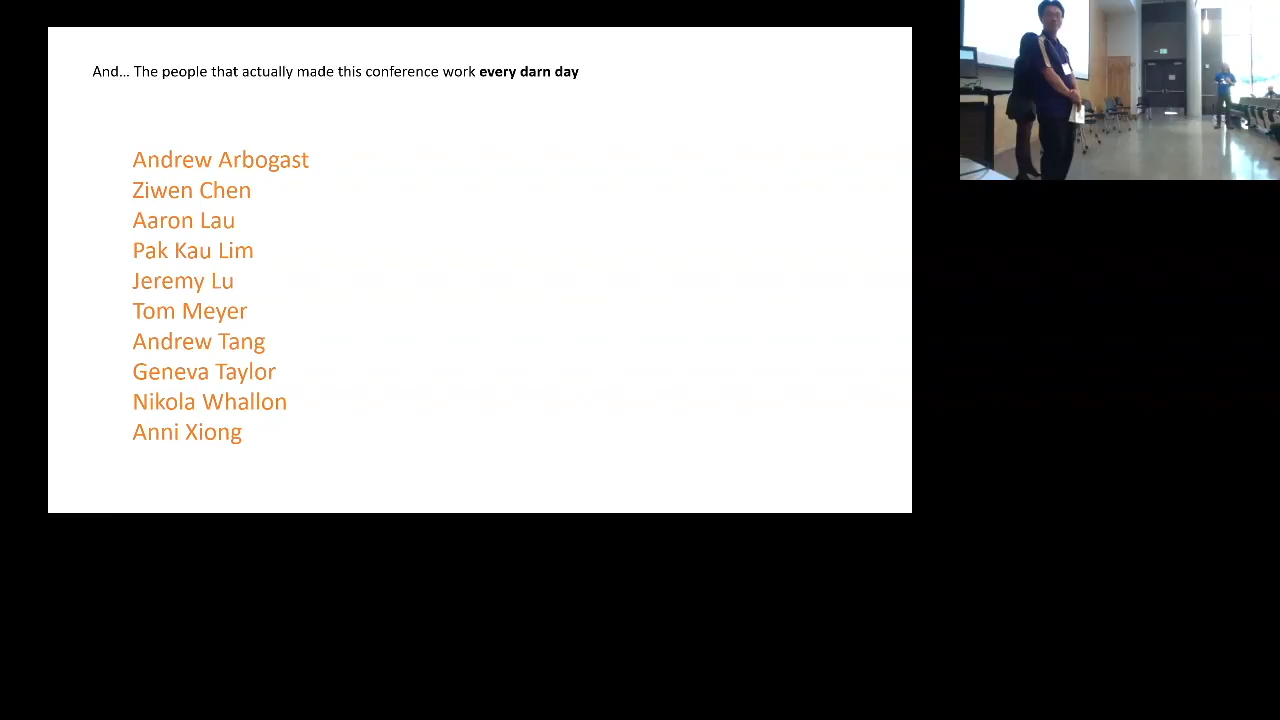 And... The people that actually made this conference work every darn day
Andrew Arbogast
Ziwen Chen
Aaron Lau
Pak Kau Lim
Jeremy Lu
Tom Meyer
Andrew Tang
Geneva Taylor
Nikola Whallon
Anni Xiong